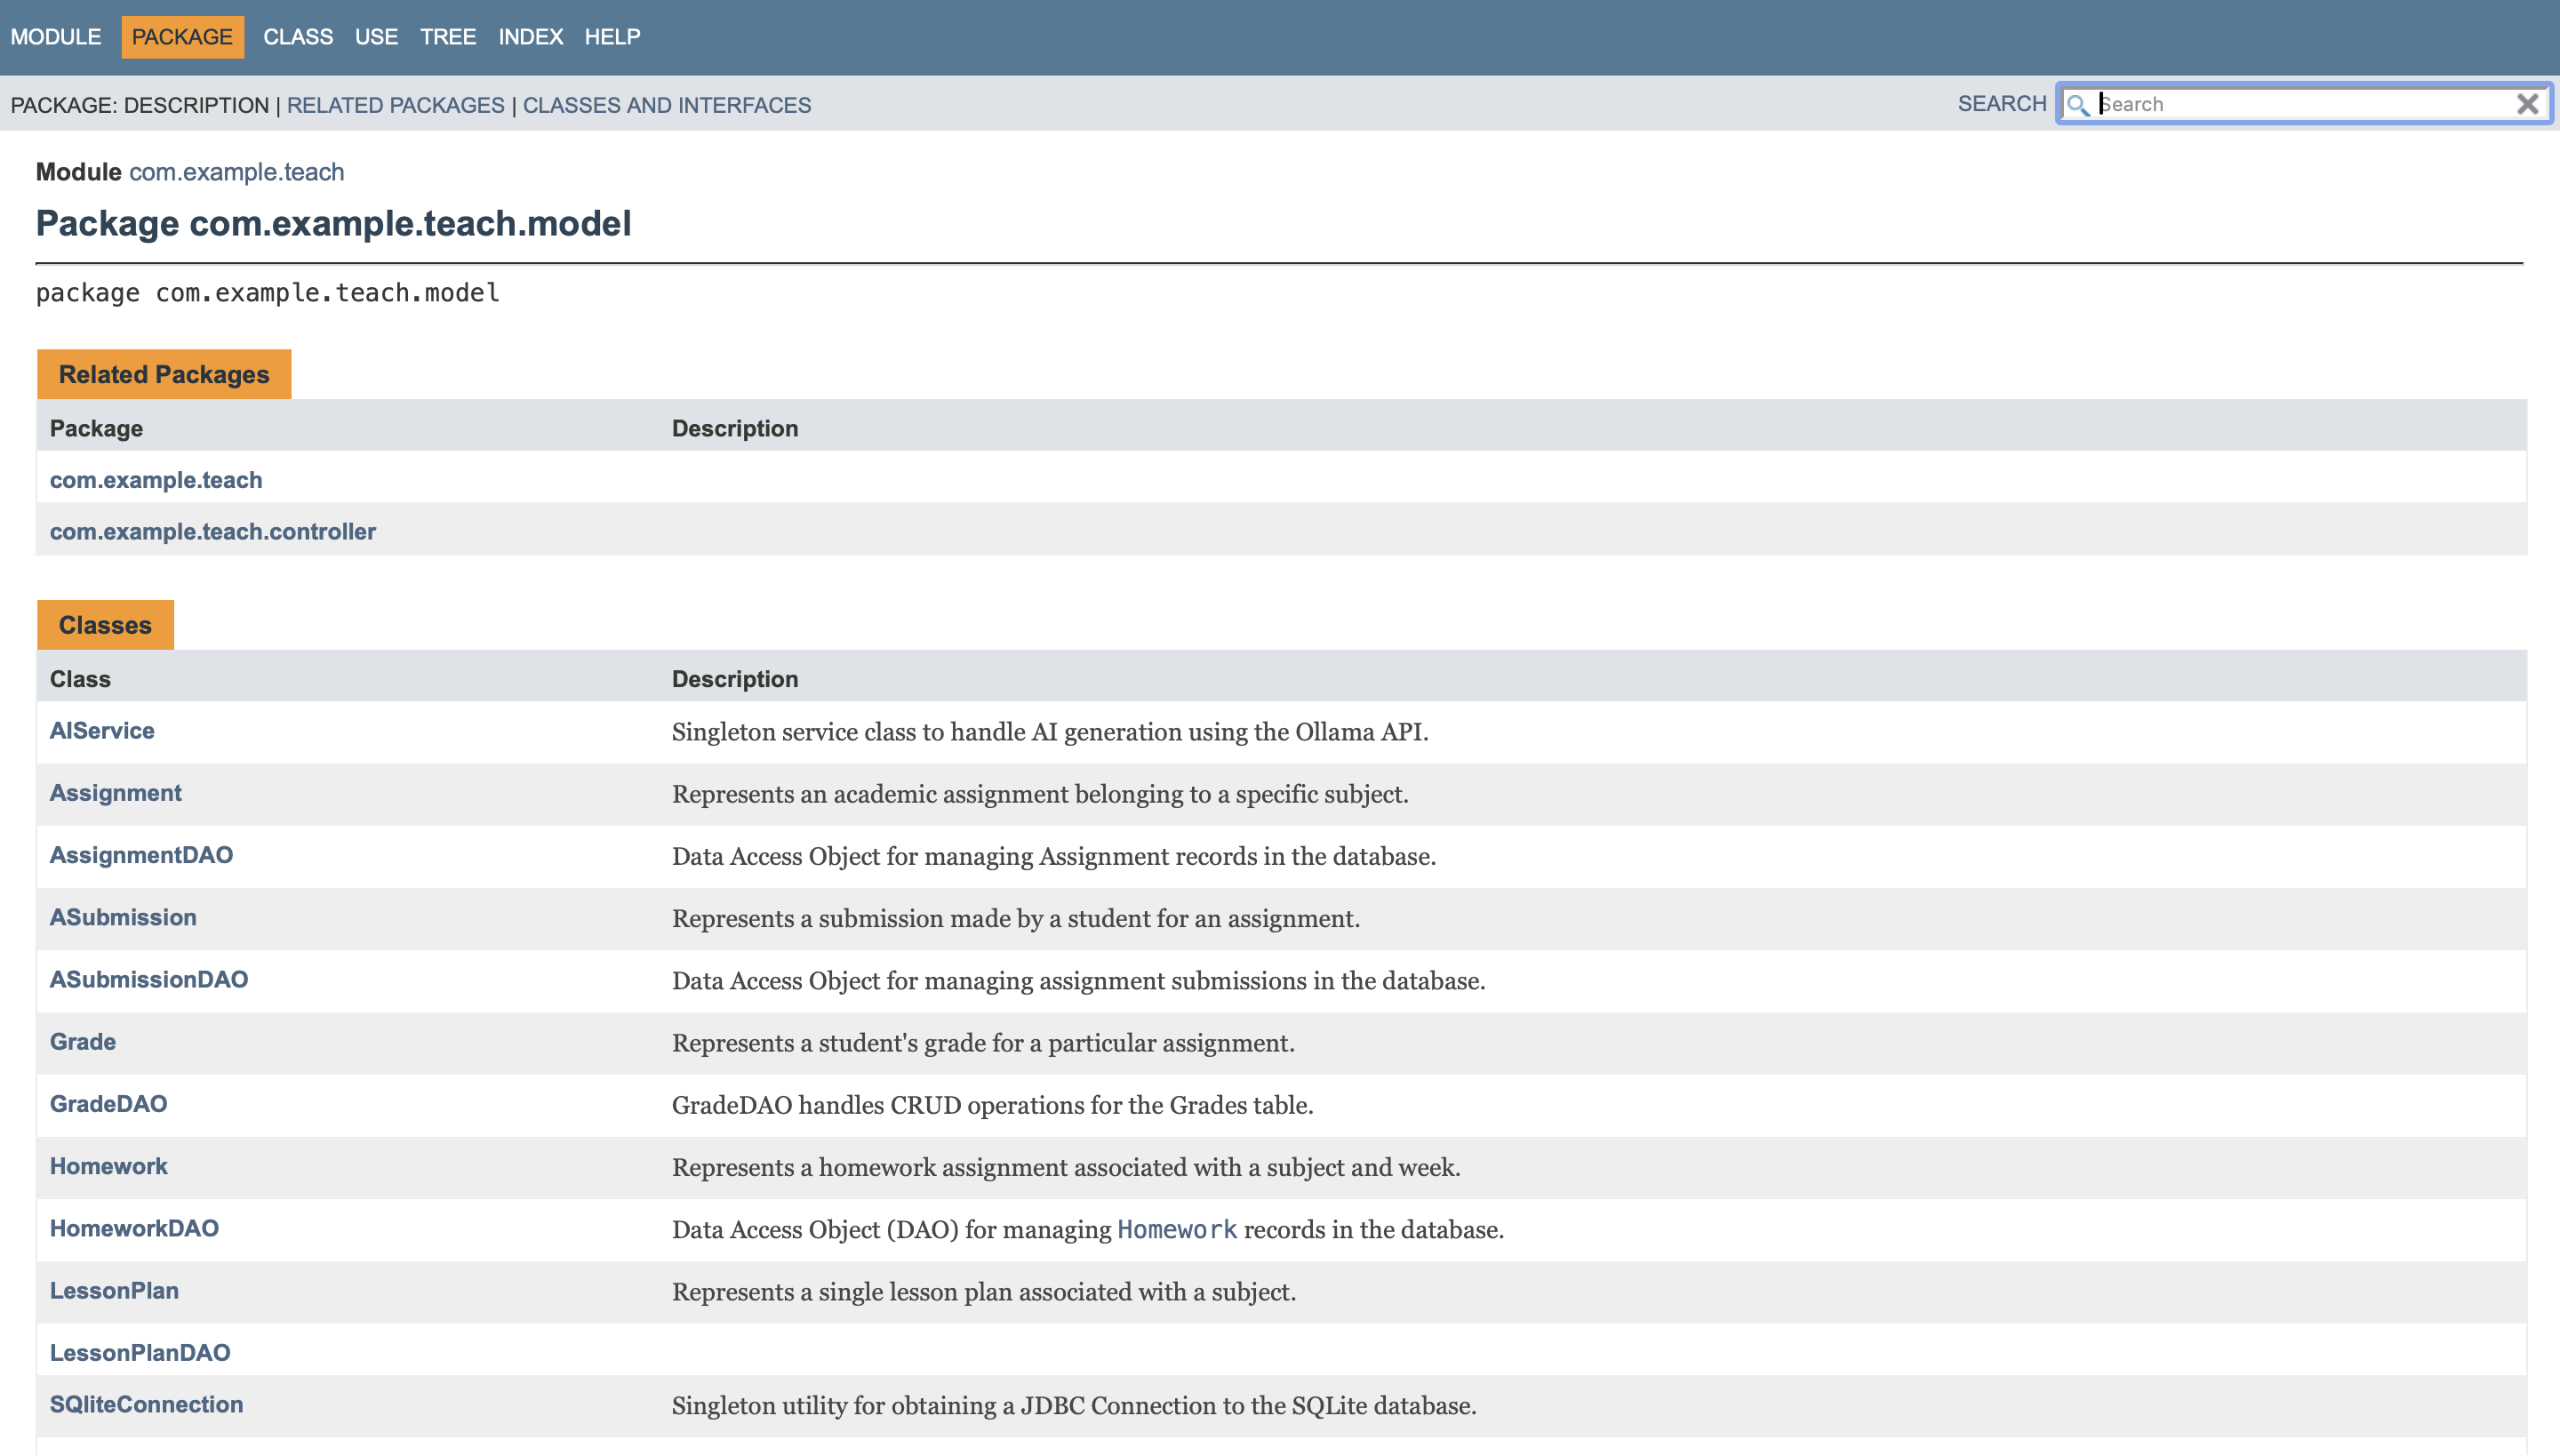 MODULE PACKAGE CLASS USE TREE INDEX HELP
PACKAGE: DESCRIPTION | RELATED PACKAGES | CLASSES AND INTERFACES SEARCH Search
Module com.example.teach
Package com.example.teach.model
package com.example.teach.model
Related Packages
Package Description
com.example.teach
com.example.teach.controller
Classes
Class Description
AIService Singleton service class to handle AI generation using the Ollama API.
Assignment Represents an academic assignment belonging to a specific subject.
AssignmentDAO Data Access Object for managing Assignment records in the database.
ASubmission Represents a submission made by a student for an assignment.
ASubmissionDAO Data Access Object for managing assignment submissions in the database.
Grade Represents a student's grade for a particular assignment.
GradeDAO GradeDAO handles CRUD operations for the Grades table.
Homework Represents a homework assignment associated with a subject and week.
HomeworkDAO Data Access Object (DAO) for managing Homework records in the database.
LessonPlan Represents a single lesson plan associated with a subject.
LessonPlanDAO
SQliteConnection Singleton utility for obtaining a JDBC Connection to the SQLite database.